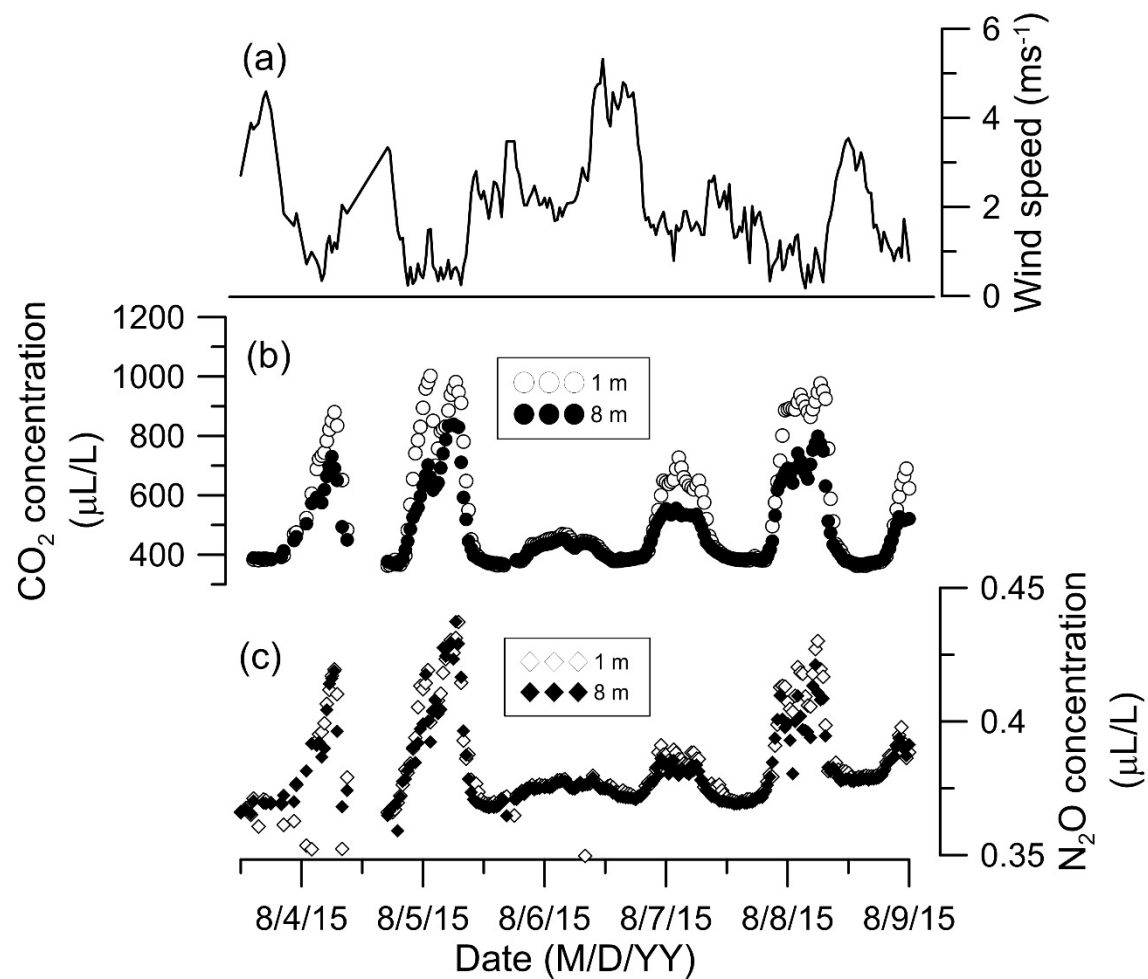 (a)
6
4
2
0
Wind speed (ms⁻¹)
(b)
1200
1000
800
600
400
CO₂ concentration
(µL/L)
1 m
8 m
(c)
1 m
8 m
0.45
0.4
0.35
N₂O concentration
(µL/L)
8/4/15 8/5/15 8/6/15 8/7/15 8/8/15 8/9/15
Date (M/D/YY)